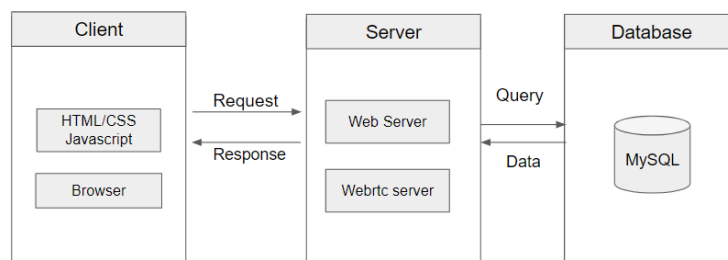 Client
Server
Database
HTML/CSS
Javascript
Browser
Request
Response
Web Server
Webrtc server
Query
Data
MySQL